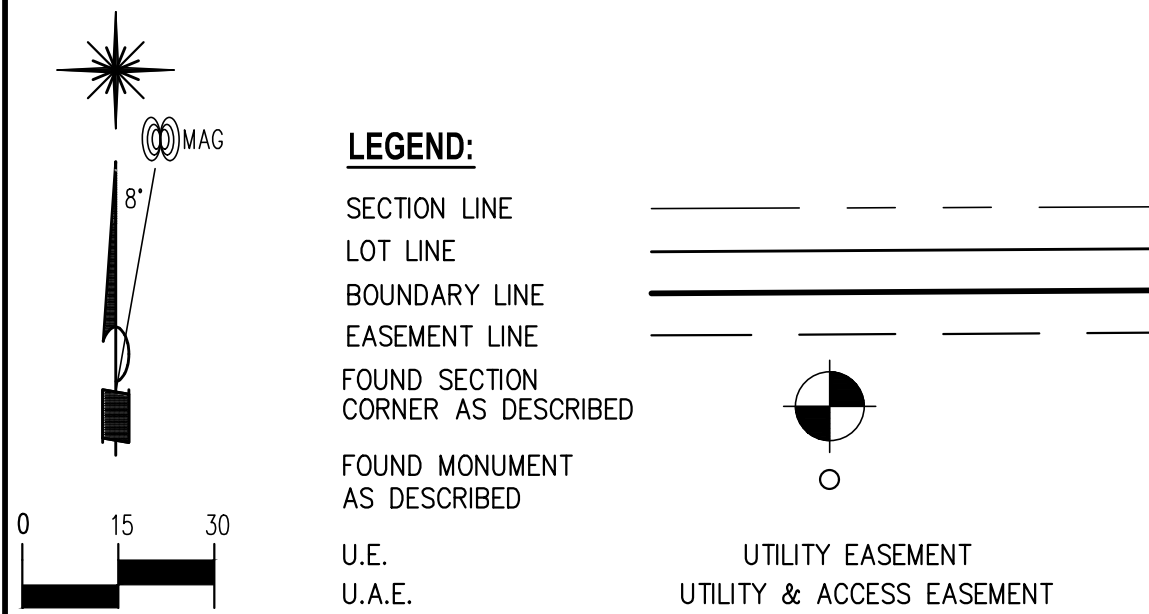 MAG
8°
LEGEND:
SECTION LINE
LOT LINE
BOUNDARY LINE
EASEMENT LINE
FOUND SECTION
CORNER AS DESCRIBED
FOUND MONUMENT
AS DESCRIBED
0 15 30
U.E. UTILITY EASEMENT
U.A.E. UTILITY & ACCESS EASEMENT